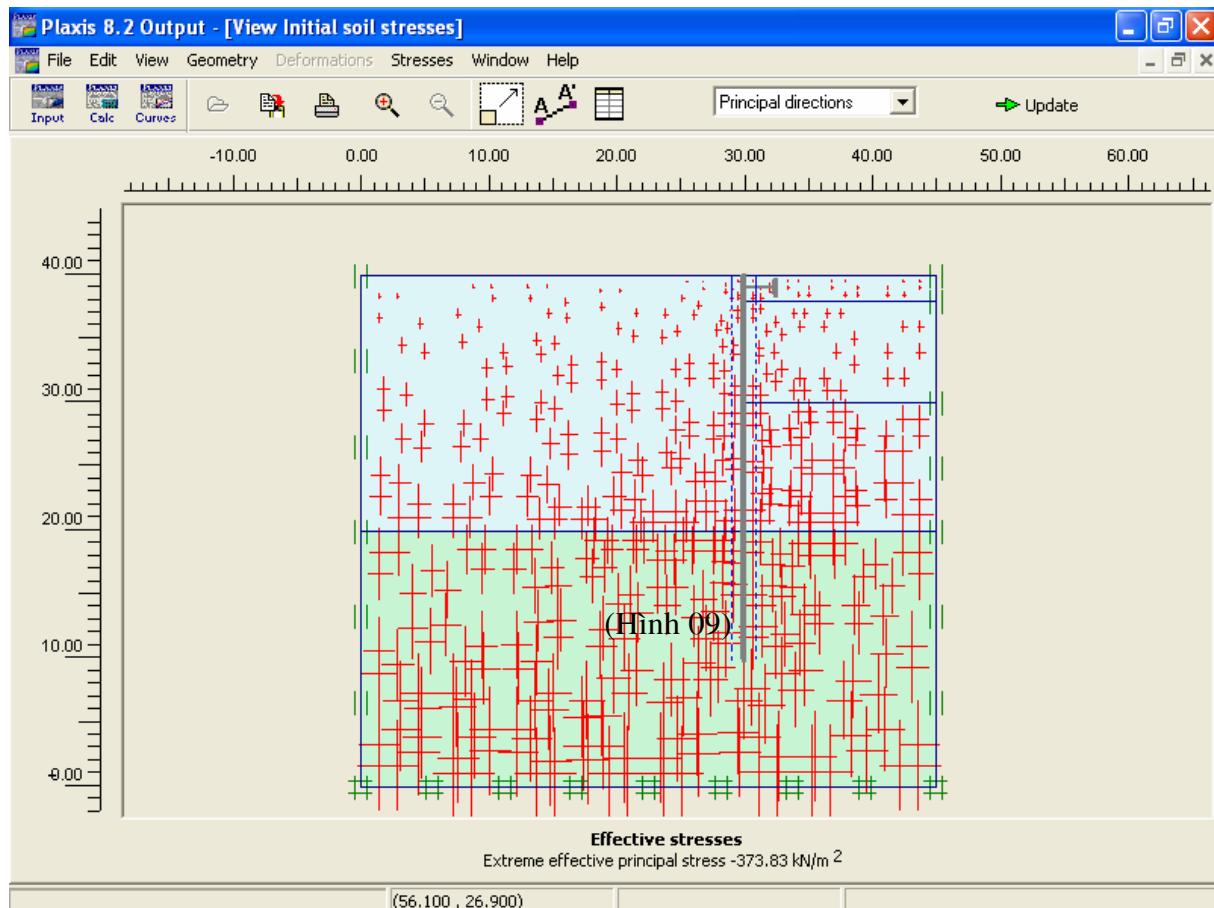 Plaxis 8.2 Output - [View Initial soil stresses]
File Edit View Geometry Deformations Stresses Window Help
Input Calc Curves Principal directions Update
-10.00 0.00 10.00 20.00 30.00 40.00 50.00 60.00
40.00
30.00
20.00
(Hình 09)
10.00
0.00
Effective stresses
Extreme effective principal stress -373.83 kN/m 2
(56.100 , 26.900)